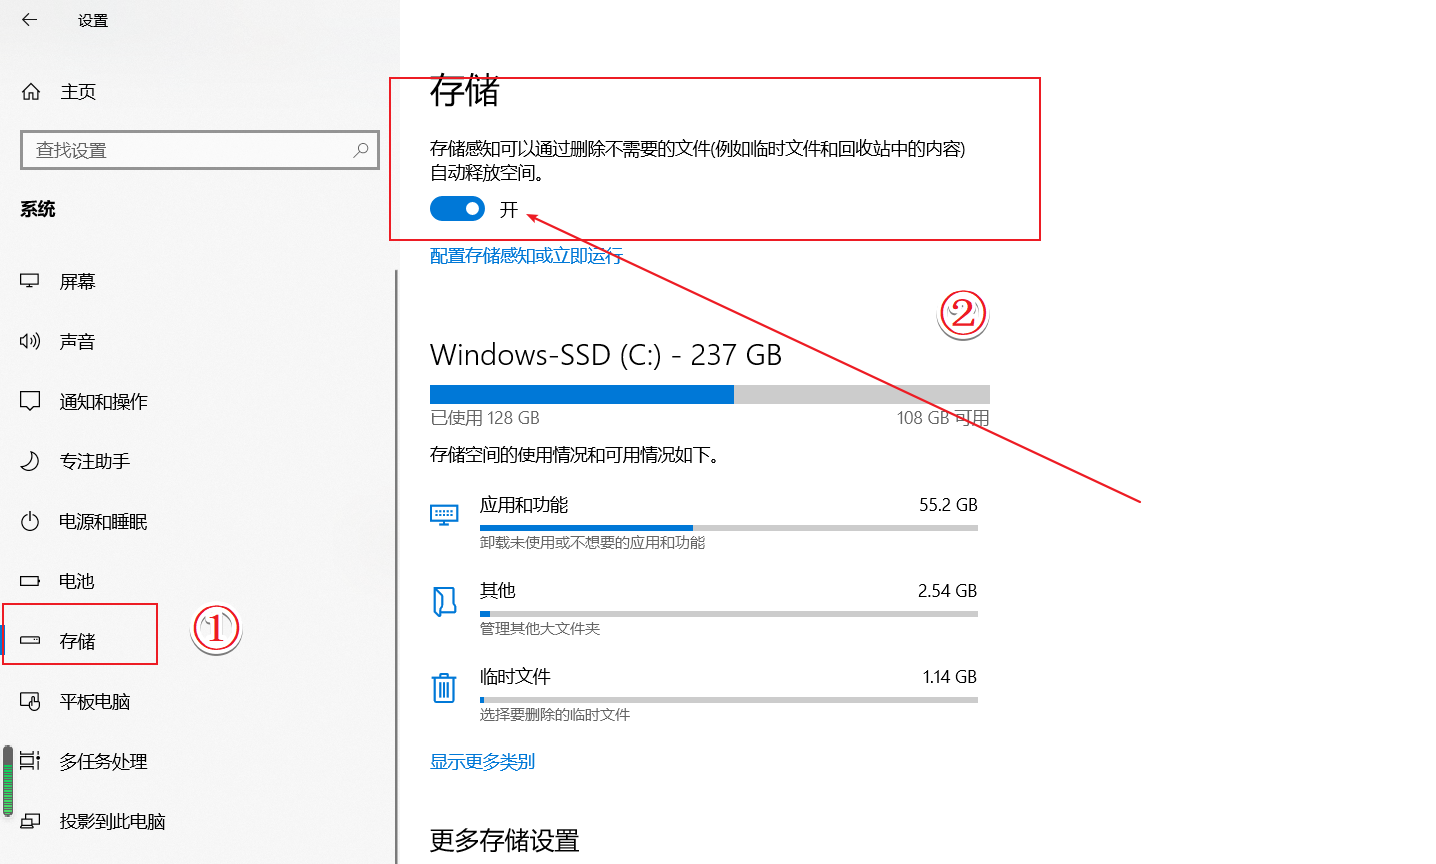 设置
主页
查找设置
系统
屏幕
声音
通知和操作
专注助手
电源和睡眠
电池
存储
①
平板电脑
多任务处理
投影到此电脑
存储
存储感知可以通过删除不需要的文件(例如临时文件和回收站中的内容)
自动释放空间。
开
配置存储感知或立即运行
②
Windows-SSD (C:) - 237 GB
已使用 128 GB 108 GB 可用
存储空间的使用情况和可用情况如下。
应用和功能 55.2 GB
卸载未使用或不想要的应用和功能
其他 2.54 GB
管理其他大文件夹
临时文件 1.14 GB
选择要删除的临时文件
显示更多类别
更多存储设置